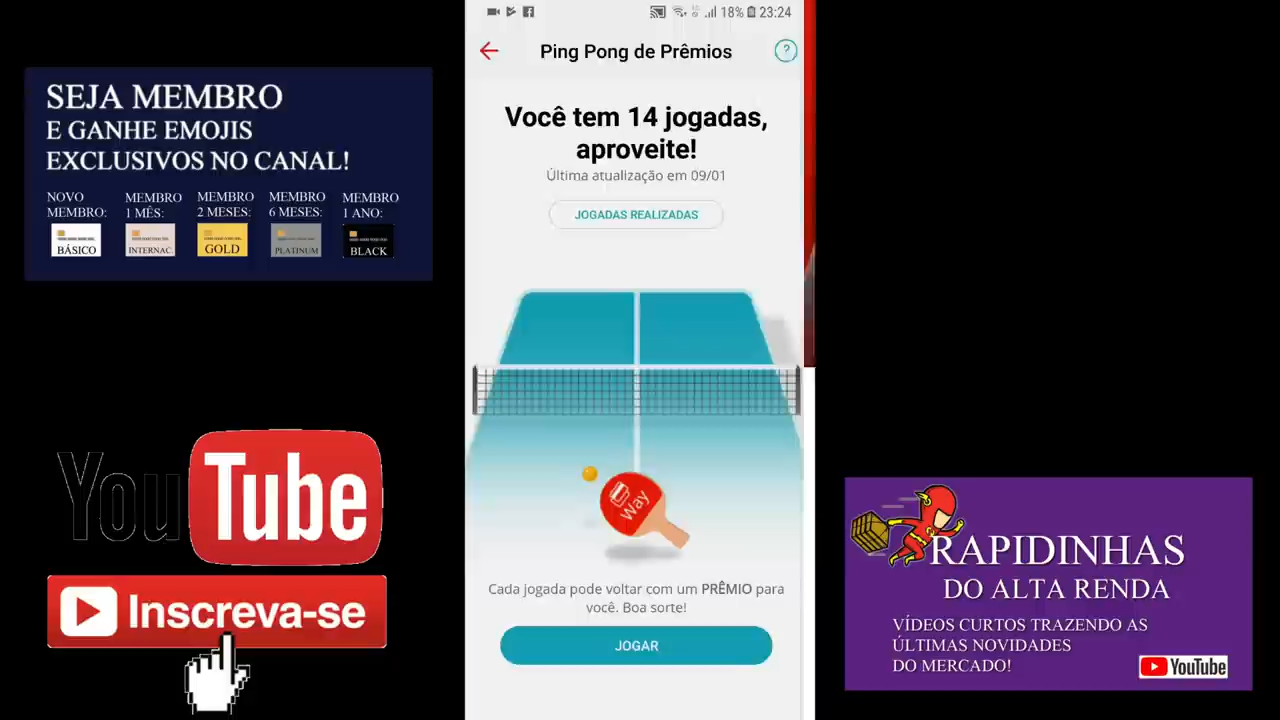 SEJA MEMBRO
E GANHE EMOJIS
EXCLUSIVOS NO CANAL!
NOVO
MEMBRO:
MEMBRO
1 MÊS:
MEMBRO
2 MESES:
MEMBRO
6 MESES:
MEMBRO
1 ANO:
BÁSICO
INTERNAC.
GOLD
PLATINUM
BLACK
YouTube
Inscreva-se
18% 23:24
Ping Pong de Prêmios
?
Você tem 14 jogadas,
aproveite!
Última atualização em 09/01
JOGADAS REALIZADAS
Way
Cada jogada pode voltar com um PRÊMIO para
você. Boa sorte!
JOGAR
RAPIDINHAS
DO ALTA RENDA
VÍDEOS CURTOS TRAZENDO AS
ÚLTIMAS NOVIDADES
DO MERCADO!
YouTube